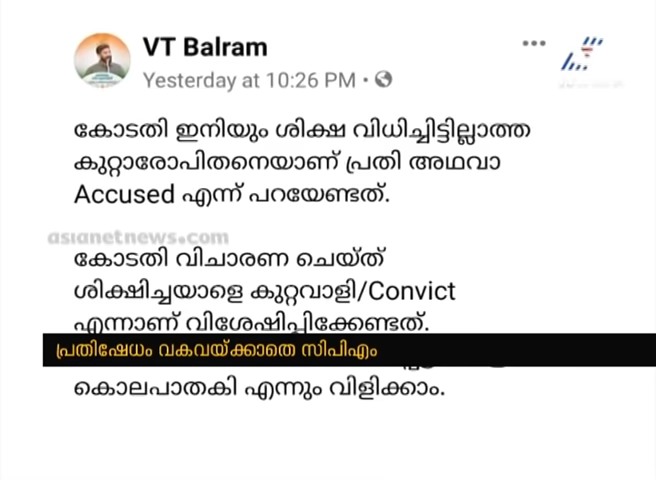 VT Balram
Yesterday at 10:26 PM
കോടതി ഇനിയും ശിക്ഷ വിധിച്ചിട്ടില്ലാത്ത
കുറ്റാരോപിതനെയാണ് പ്രതി അഥവാ
Accused എന്ന് പറയേണ്ടത്.
asianetnews.com
കോടതി വിചാരണ ചെയ്ത്
ശിക്ഷിച്ചയാളെ കുറ്റവാളി/Convict
എന്നാണ് വിശേഷിപ്പിക്കേണ്ടത്.
പ്രതിഷേധം വകവയ്ക്കാതെ സിപിഎം
കൊലപാതകി എന്നും വിളിക്കാം.